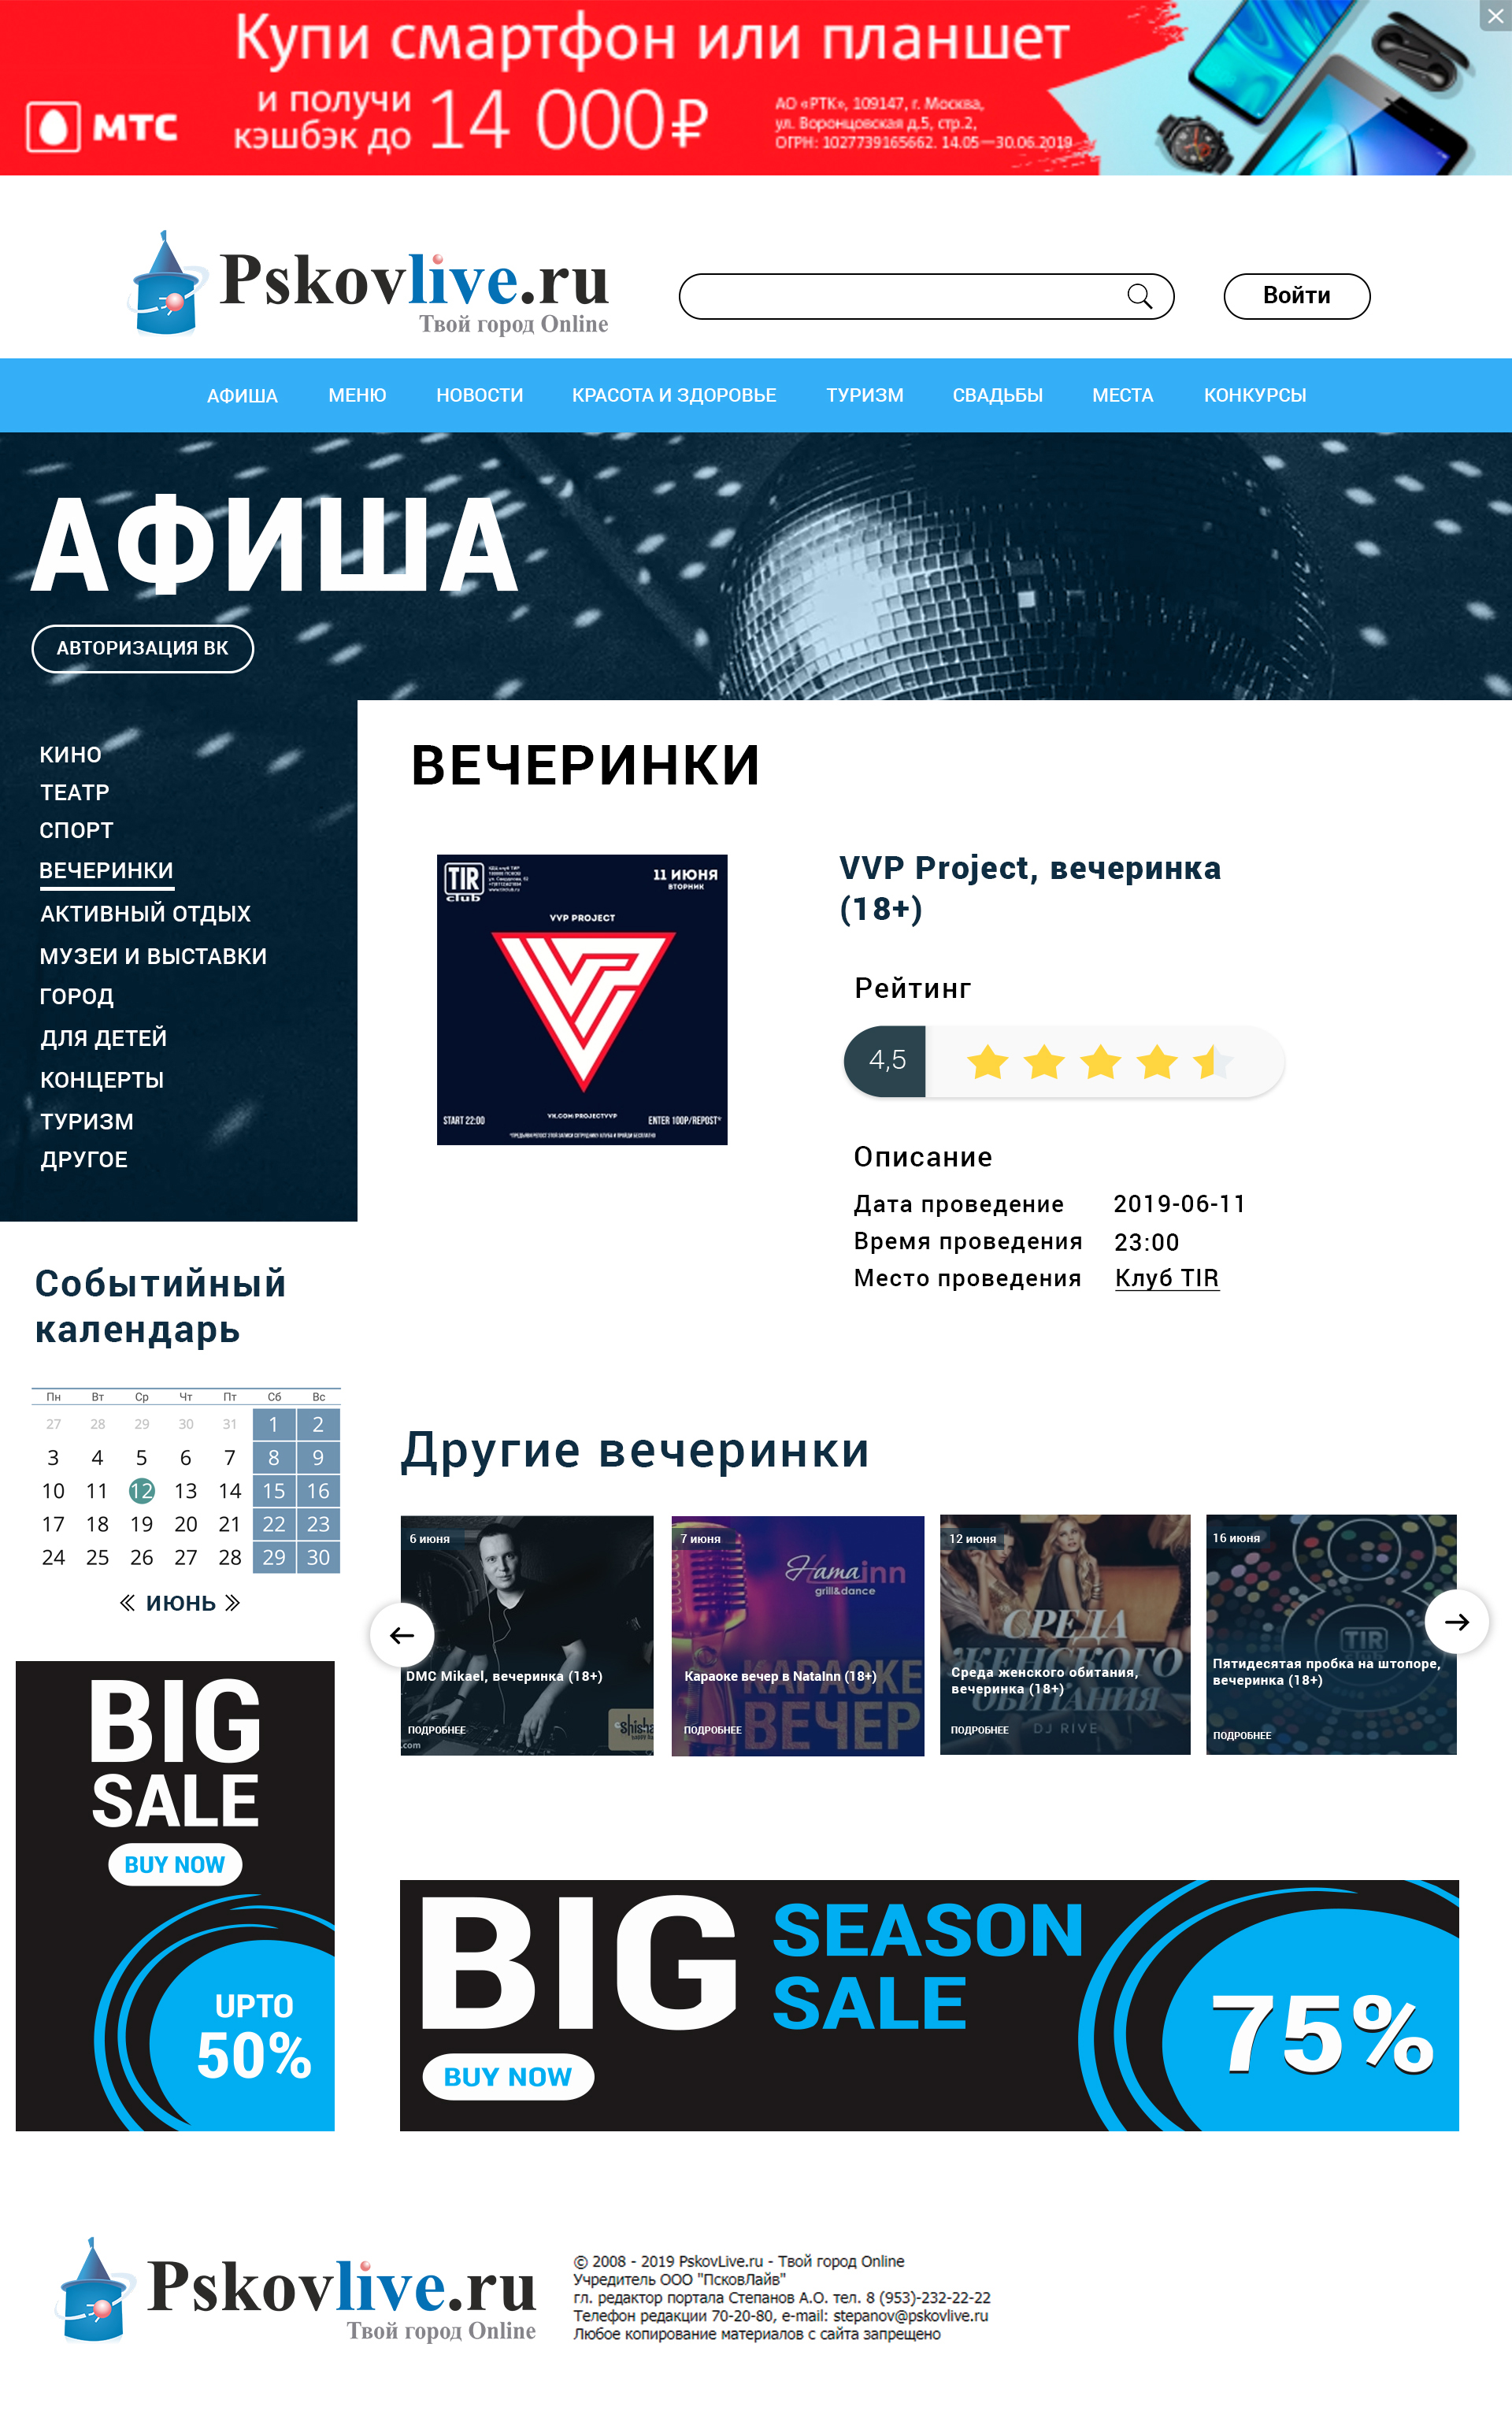 Купи смартфон или планшет
и получи
кэшбэк до 14 000₽
АО «РТК», 109147, г. Москва,
ул. Воронцовская д.5, стр.2,
ОГРН: 1027739165662. 14.05—30.06.2019
МТС
Pskovlive.ru
Твой город Online
Войти
АФИША МЕНЮ НОВОСТИ КРАСОТА И ЗДОРОВЬЕ ТУРИЗМ СВАДЬБЫ МЕСТА КОНКУРСЫ
АФИША
АВТОРИЗАЦИЯ ВК
КИНО
ТЕАТР
СПОРТ
ВЕЧЕРИНКИ
АКТИВНЫЙ ОТДЫХ
МУЗЕИ И ВЫСТАВКИ
ГОРОД
ДЛЯ ДЕТЕЙ
КОНЦЕРТЫ
ТУРИЗМ
ДРУГОЕ
ВЕЧЕРИНКИ
TIR
club
11 ИЮНЯ
ВТОРНИК
VVP PROJECT
START 22:00
VK.COM/PROJECTVVP
ENTER 100Р/REPOST*
VVP Project, вечеринка
(18+)
Рейтинг
4,5
Описание
Дата проведение 2019-06-11
Время проведения 23:00
Место проведения Клуб TIR
Событийный
календарь
Пн Вт Ср Чт Пт Сб Вс
27 28 29 30 31 1 2
3 4 5 6 7 8 9
10 11 12 13 14 15 16
17 18 19 20 21 22 23
24 25 26 27 28 29 30
ИЮНЬ
Другие вечеринки
6 июня
DMC Mikael, вечеринка (18+)
ПОДРОБНЕЕ
shisha
.com
7 июня
Натаinn
grill&dance
Караоке вечер в NataInn (18+)
КАРАОКЕ
ВЕЧЕР
ПОДРОБНЕЕ
12 июня
СРЕДА
ЖЕНСКОГО
ОБИТАНИЯ
Среда женского обитания,
вечеринка (18+)
ПОДРОБНЕЕ
DJ RIVE
16 июня
TIR
Пятидесятая пробка на штопоре,
вечеринка (18+)
ПОДРОБНЕЕ
BIG
SALE
BUY NOW
UPTO
50%
BIG
SEASON
SALE
BUY NOW
75%
Pskovlive.ru
Твой город Online
© 2008 - 2019 PskovLive.ru - Твой город Online
Учредитель ООО "ПсковЛайв"
гл. редактор портала Степанов А.О. тел. 8 (953)-232-22-22
Телефон редакции 70-20-80, e-mail: stepanov@pskovlive.ru
Любое копирование материалов с сайта запрещено